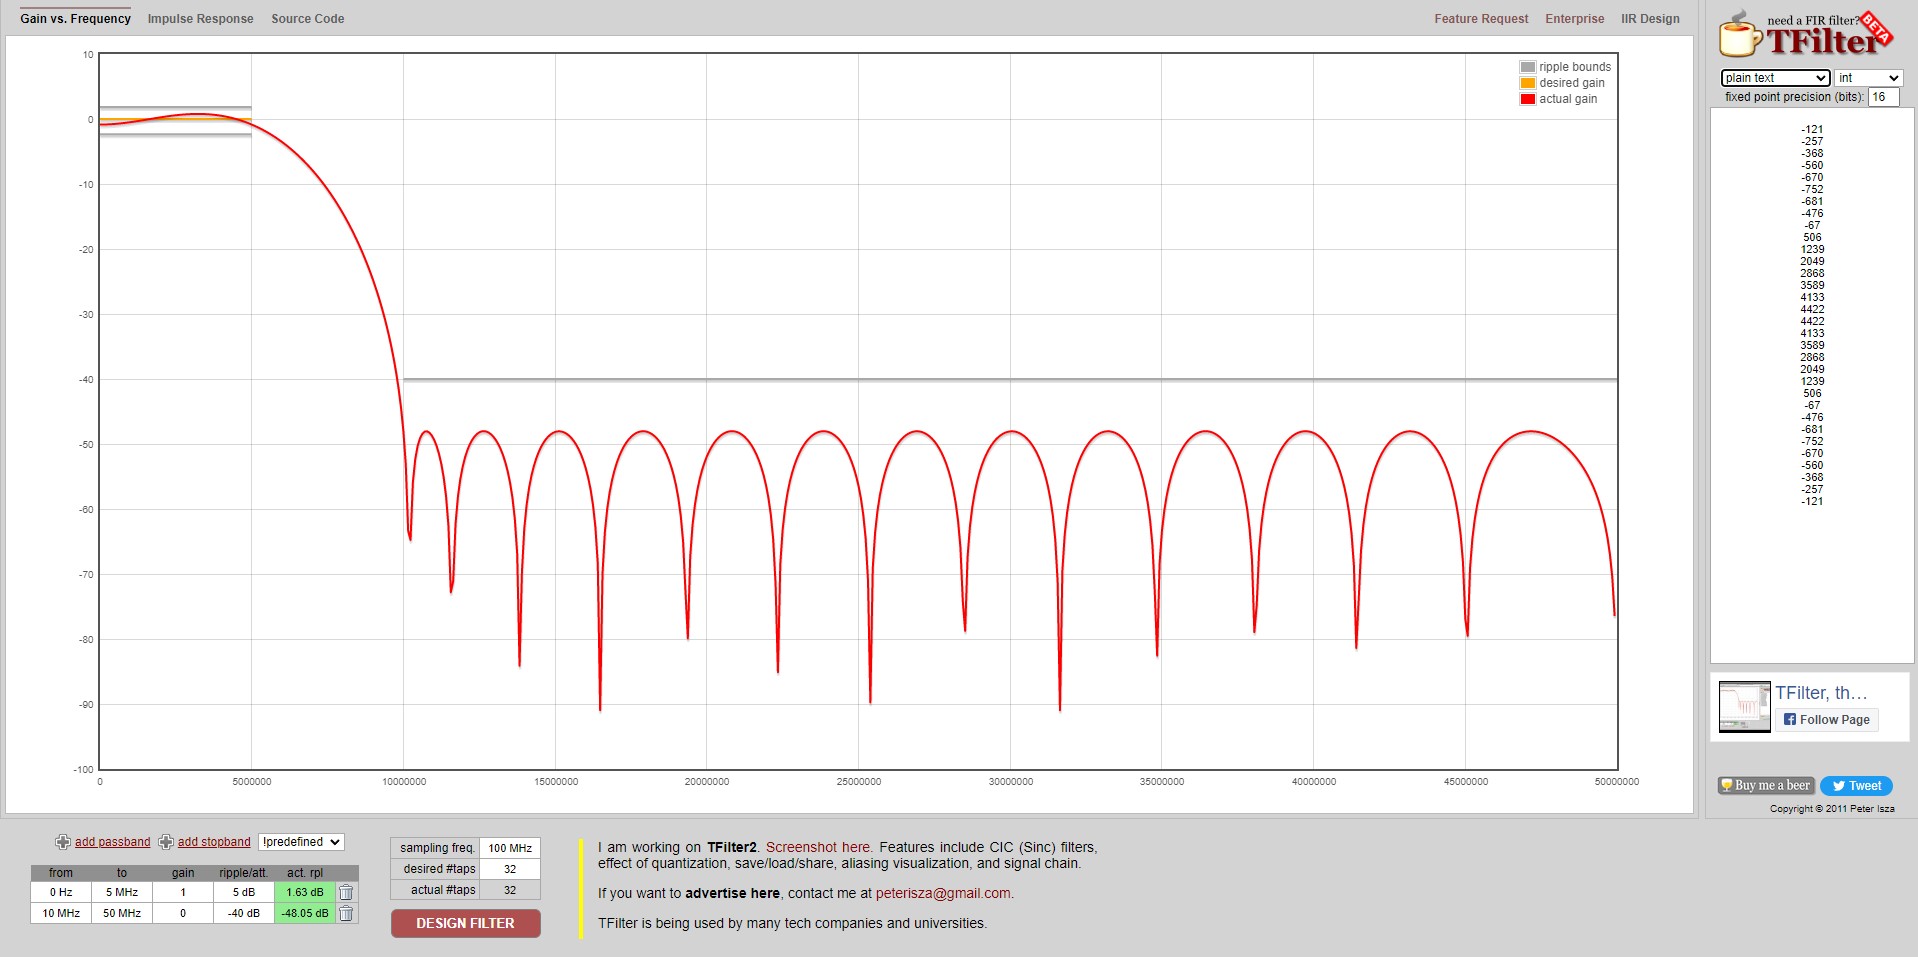 Gain vs. Frequency Impulse Response Source Code
Feature Request Enterprise IIR Design
10
0
-10
-20
-30
-40
-50
-60
-70
-80
-90
-100
ripple bounds
desired gain
actual gain
0 5000000 10000000 15000000 20000000 25000000 30000000 35000000 40000000 45000000 50000000
need a FIR filter?
TFilter
BETA
plain text int
fixed point precision (bits): 16
-121
-257
-368
-560
-670
-752
-681
-476
-67
506
1239
2049
2868
3589
4133
4422
4422
4133
3589
2868
2049
1239
506
-67
-476
-681
-752
-670
-560
-368
-257
-121
TFilter, th…
Follow Page
Buy me a beer Tweet
Copyright © 2011 Peter Isza
add passband add stopband !predefined
from to gain ripple/att. act. rpl
0 Hz 5 MHz 1 5 dB 1.63 dB
10 MHz 50 MHz 0 -40 dB -48.05 dB
sampling freq. 100 MHz
desired #taps 32
actual #taps 32
DESIGN FILTER
I am working on TFilter2. Screenshot here. Features include CIC (Sinc) filters,
effect of quantization, save/load/share, aliasing visualization, and signal chain.
If you want to advertise here, contact me at peterisza@gmail.com.
TFilter is being used by many tech companies and universities.